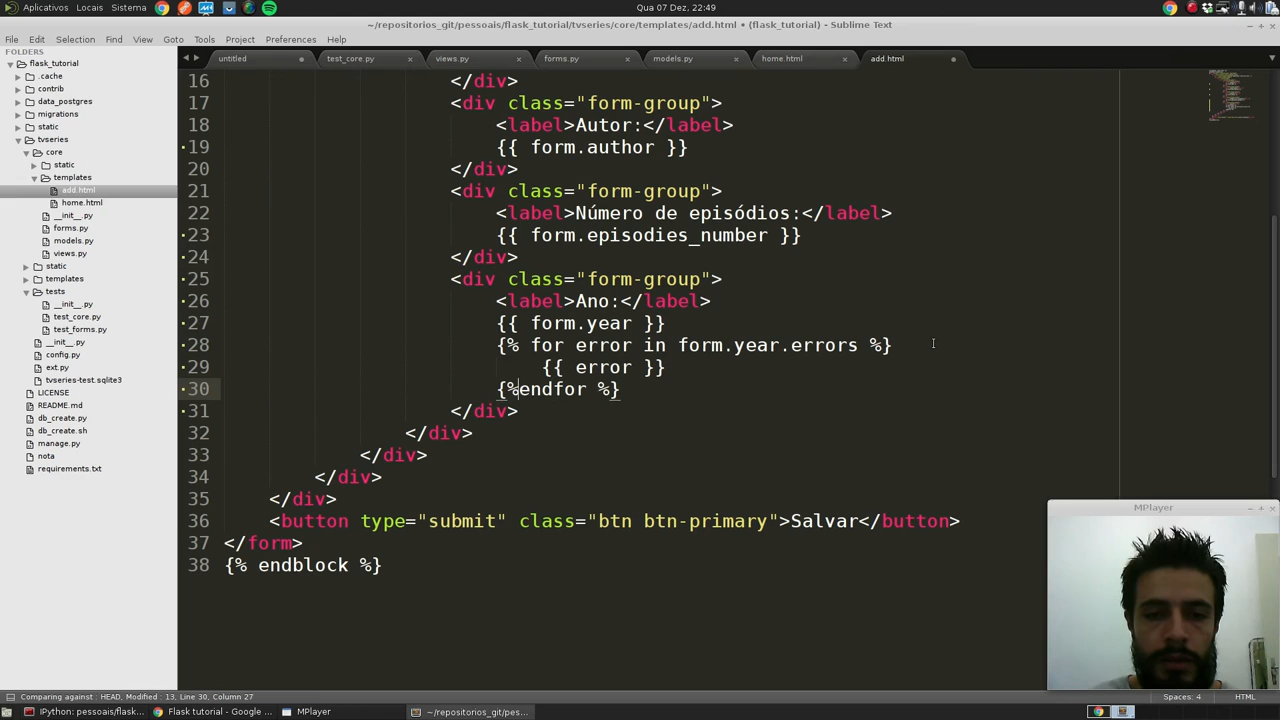 Aplicativos Locais Sistema
Qua 07 Dez, 22:49
~/repositorios_git/pessoais/flask_tutorial/tvseries/core/templates/add.html • (flask_tutorial) - Sublime Text
File Edit Selection Find View Goto Tools Project Preferences Help
FOLDERS
flask_tutorial
.cache
contrib
data_postgres
migrations
static
tvseries
core
static
templates
add.html
home.html
__init__.py
forms.py
models.py
views.py
static
templates
tests
__init__.py
test_core.py
test_forms.py
__init__.py
config.py
ext.py
tvseries-test.sqlite3
LICENSE
README.md
db_create.py
db_create.sh
manage.py
nota
requirements.txt
untitled test_core.py views.py forms.py models.py home.html add.html
16 </div>
17 <div class="form-group">
18 <label>Autor:</label>
19 {{ form.author }}
20 </div>
21 <div class="form-group">
22 <label>Número de episódios:</label>
23 {{ form.episodies_number }}
24 </div>
25 <div class="form-group">
26 <label>Ano:</label>
27 {{ form.year }}
28 {% for error in form.year.errors %}
29 {{ error }}
30 {%endfor %}
31 </div>
32 </div>
33 </div>
34 </div>
35 </div>
36 <button type="submit" class="btn btn-primary">Salvar</button>
37 </form>
38 {% endblock %}
MPlayer
Comparing against : HEAD, Modified : 13, Line 30, Column 27
Spaces: 4 HTML
IPython: pessoais/flask... Flask tutorial - Google ... MPlayer ~/repositorios_git/pes...